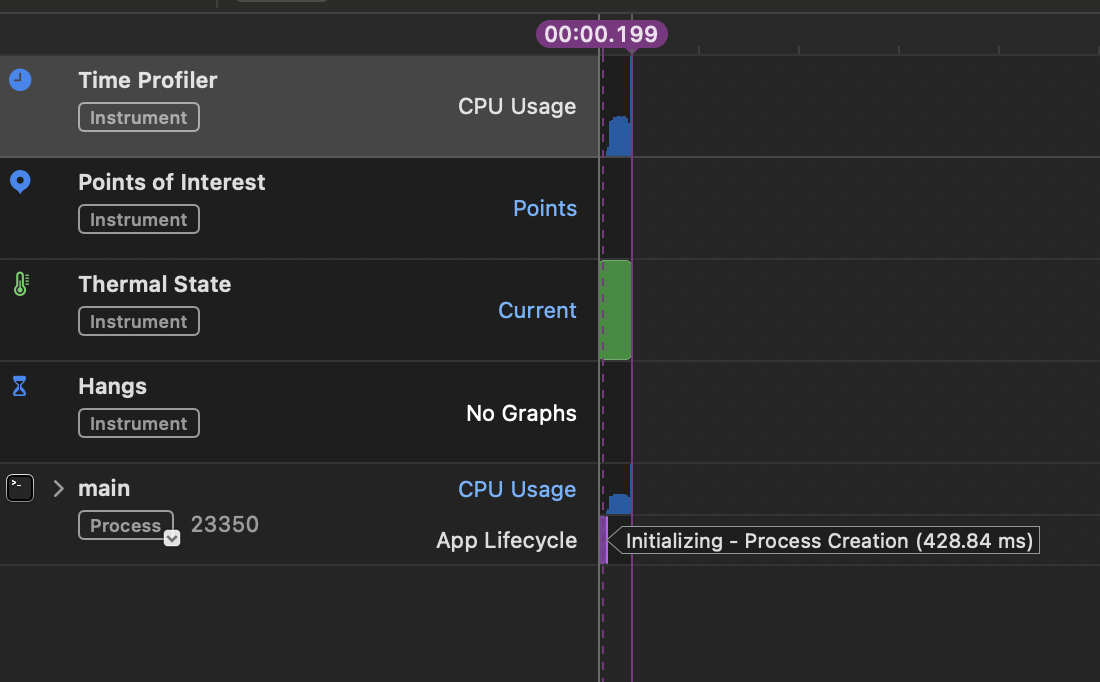 00:00.199
Time Profiler
Instrument
CPU Usage
Points of Interest
Instrument
Points
Thermal State
Instrument
Current
Hangs
Instrument
No Graphs
main
CPU Usage
Process
23350
App Lifecycle
Initializing - Process Creation (428.84 ms)